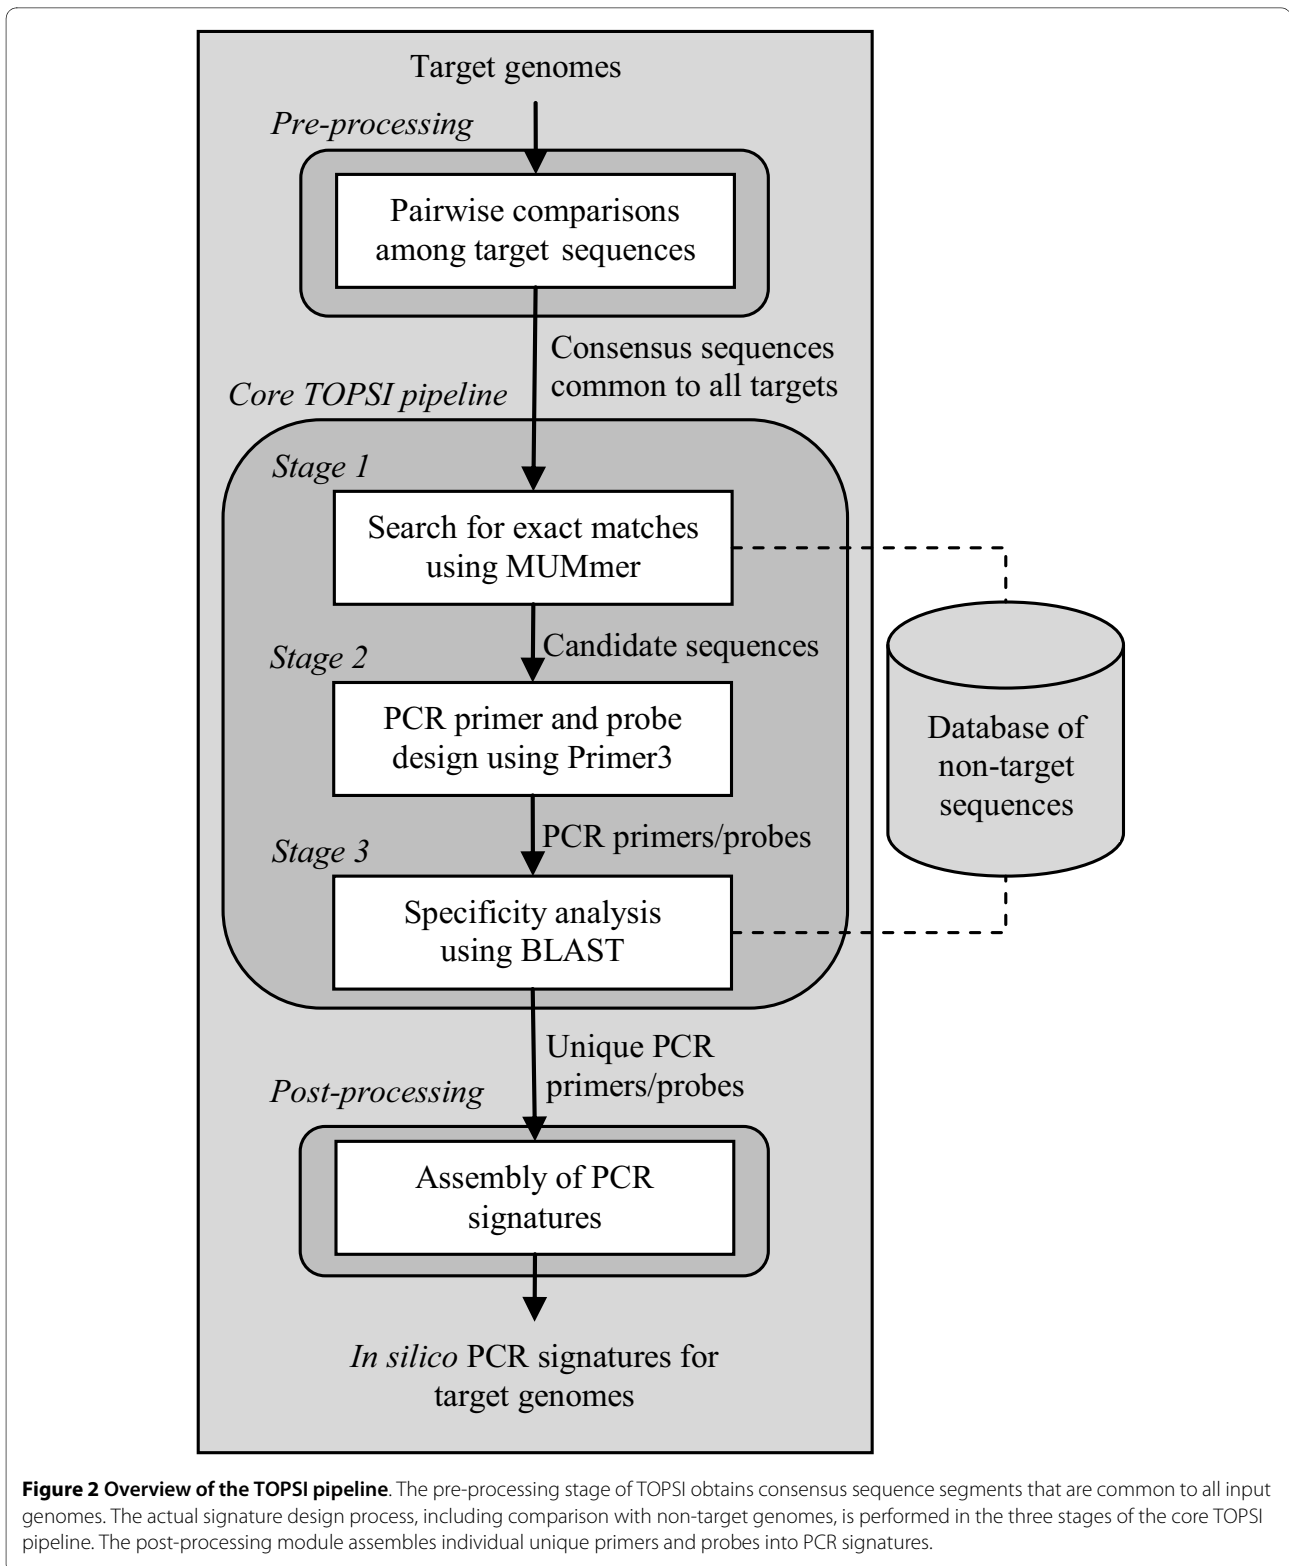 Target genomes
Pre-processing
Pairwise comparisons
among target sequences
Consensus sequences
common to all targets
Core TOPSI pipeline
Stage 1
Search for exact matches
using MUMmer
Candidate sequences
Stage 2
PCR primer and probe
design using Primer3
Database of
non-target
sequences
PCR primers/probes
Stage 3
Specificity analysis
using BLAST
Unique PCR
primers/probes
Post-processing
Assembly of PCR
signatures
In silico PCR signatures for
target genomes
Figure 2 Overview of the TOPSI pipeline. The pre-processing stage of TOPSI obtains consensus sequence segments that are common to all input
genomes. The actual signature design process, including comparison with non-target genomes, is performed in the three stages of the core TOPSI
pipeline. The post-processing module assembles individual unique primers and probes into PCR signatures.